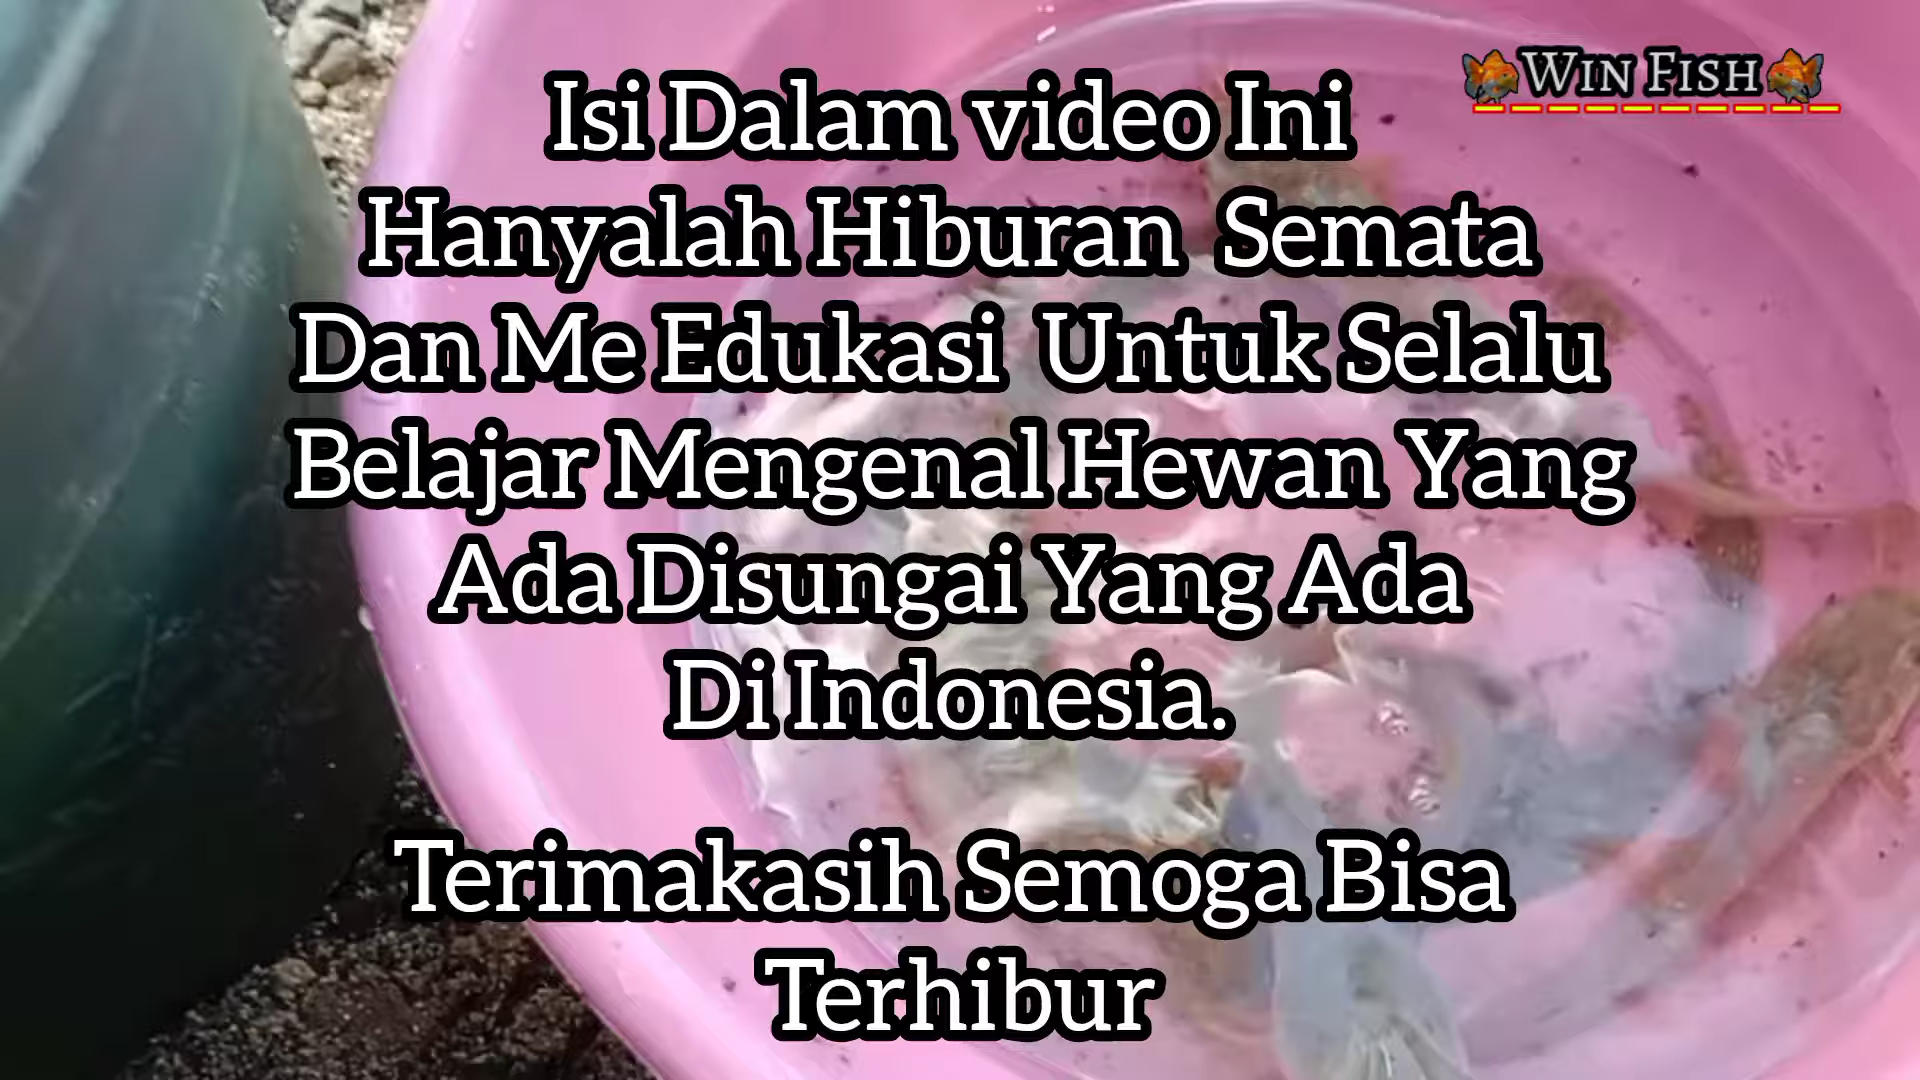 Win Fish
Isi Dalam video Ini
Hanyalah Hiburan Semata
Dan Me Edukasi Untuk Selalu
Belajar Mengenal Hewan Yang
Ada Disungai Yang Ada
Di Indonesia.
Terimakasih Semoga Bisa
Terhibur